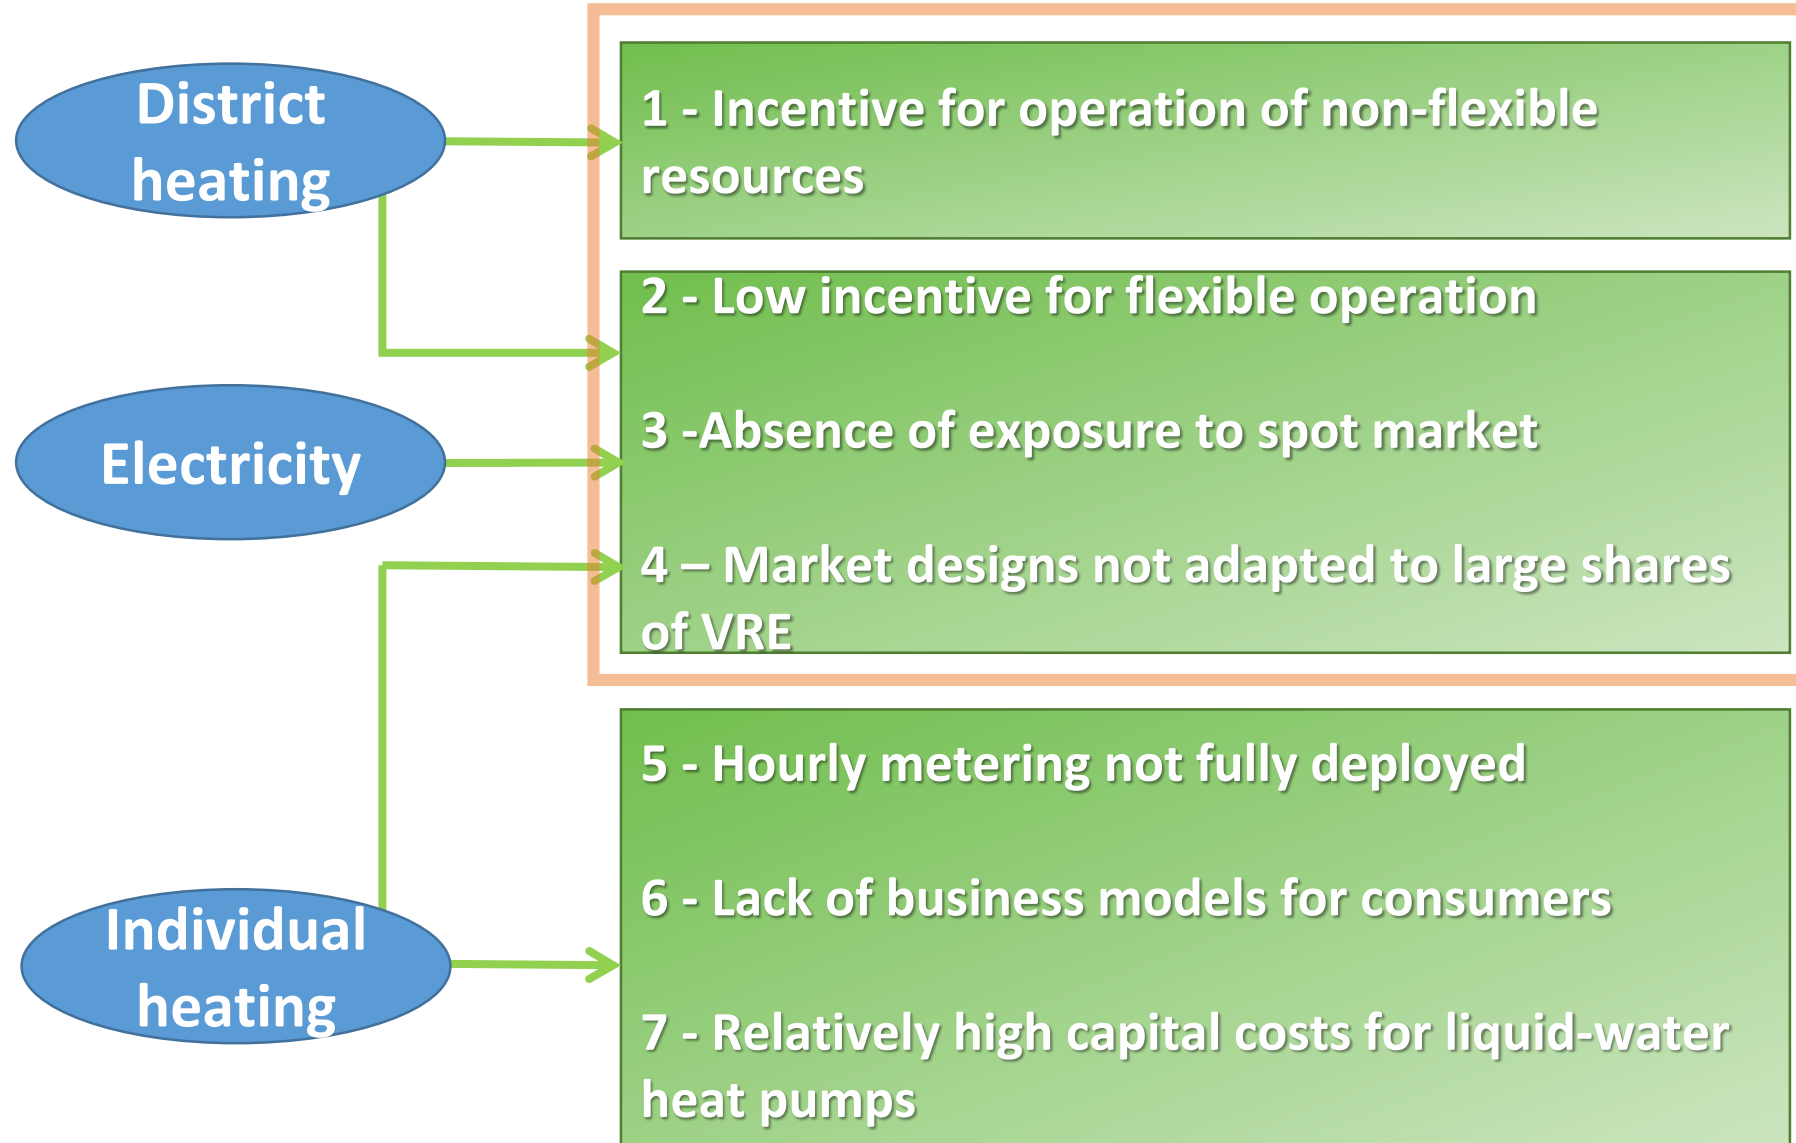 District
heating
1 - Incentive for operation of non-flexible
resources
2 - Low incentive for flexible operation
3 -Absence of exposure to spot market
Electricity
4 – Market designs not adapted to large shares
of VRE
5 - Hourly metering not fully deployed
6 - Lack of business models for consumers
Individual
heating
7 - Relatively high capital costs for liquid-water
heat pumps